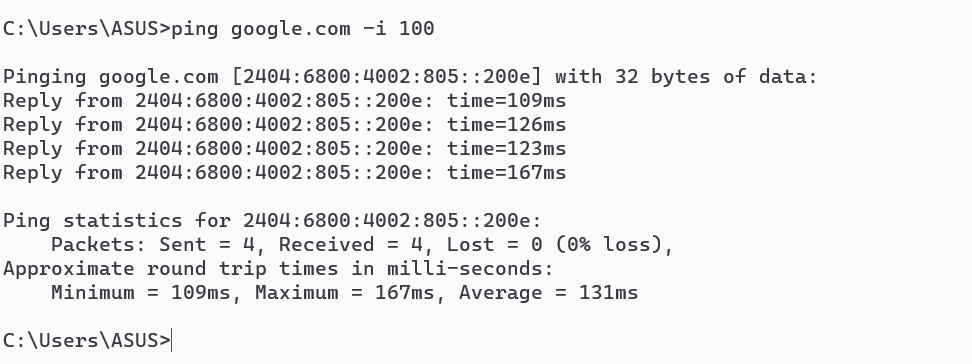 C:\Users\ASUS>ping google.com -i 100
Pinging google.com [2404:6800:4002:805::200e] with 32 bytes of data:
Reply from 2404:6800:4002:805::200e: time=109ms
Reply from 2404:6800:4002:805::200e: time=126ms
Reply from 2404:6800:4002:805::200e: time=123ms
Reply from 2404:6800:4002:805::200e: time=167ms
Ping statistics for 2404:6800:4002:805::200e:
    Packets: Sent = 4, Received = 4, Lost = 0 (0% loss),
Approximate round trip times in milli-seconds:
    Minimum = 109ms, Maximum = 167ms, Average = 131ms
C:\Users\ASUS>